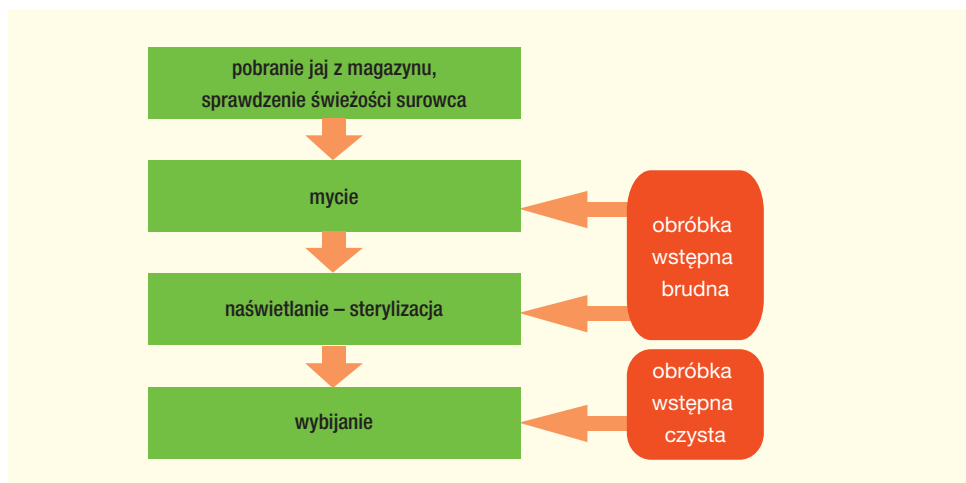 pobranie jaj z magazynu,
sprawdzenie świeżości surowca
mycie
obróbka
wstępna
brudna
naświetlanie – sterylizacja
wybijanie
obróbka
wstępna
czysta